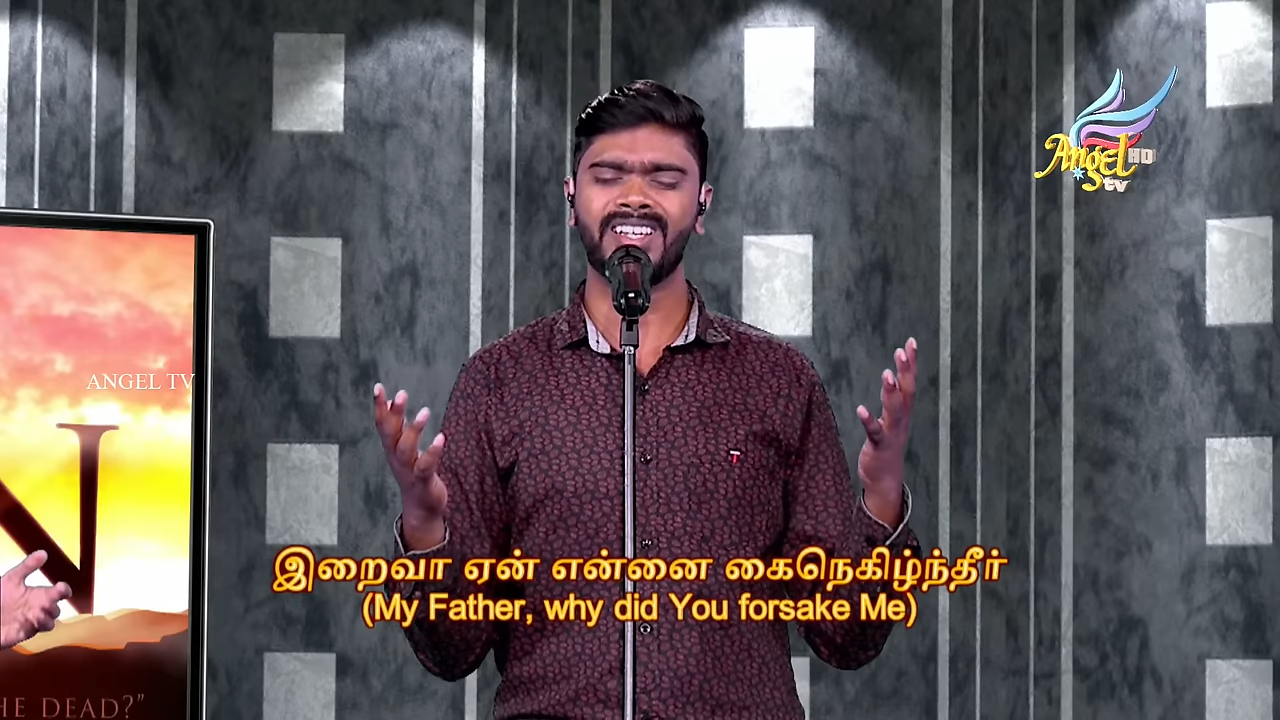 Angel HD
tv
ANGEL TV
N
HE DEAD?"
இறைவா ஏன் என்னை கைநெகிழ்ந்தீர்
(My Father, why did You forsake Me)